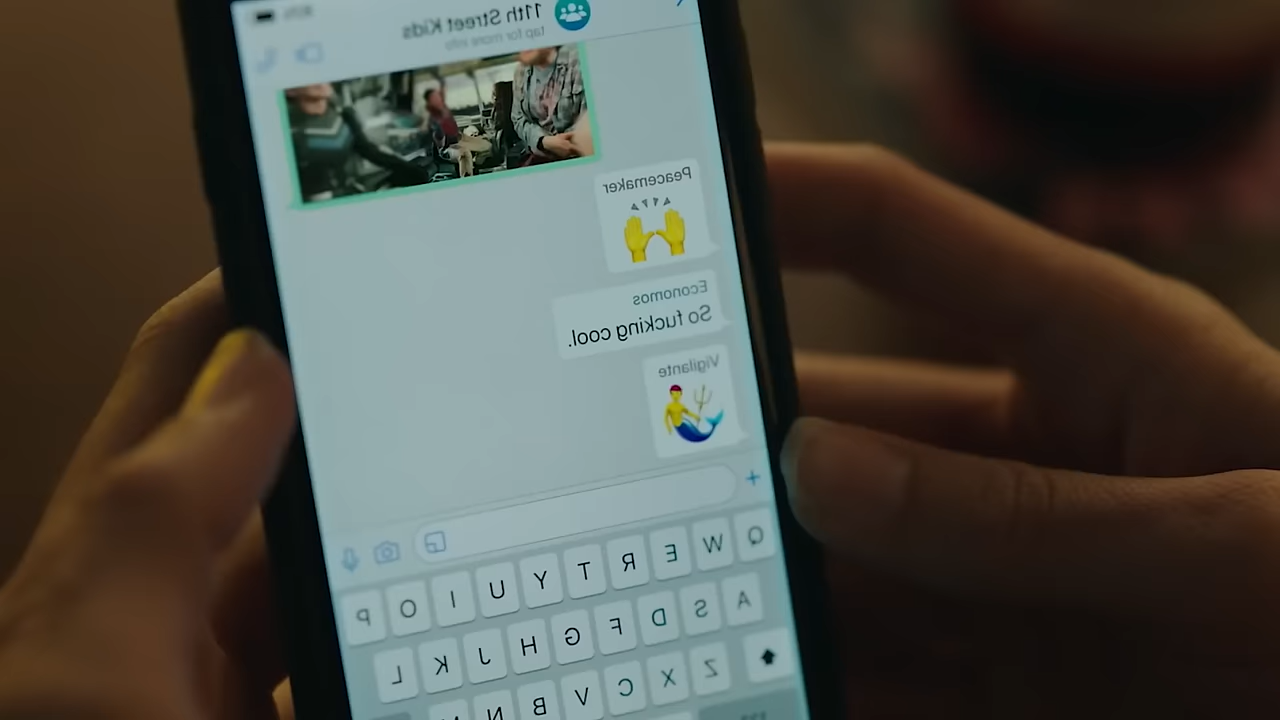 11th Street Kids
tap for more info
Peacemaker
Economos
So fucking cool.
Vigilante
Q W E R T Y U I O P
A S D F G H J K L
Z X C V B N M